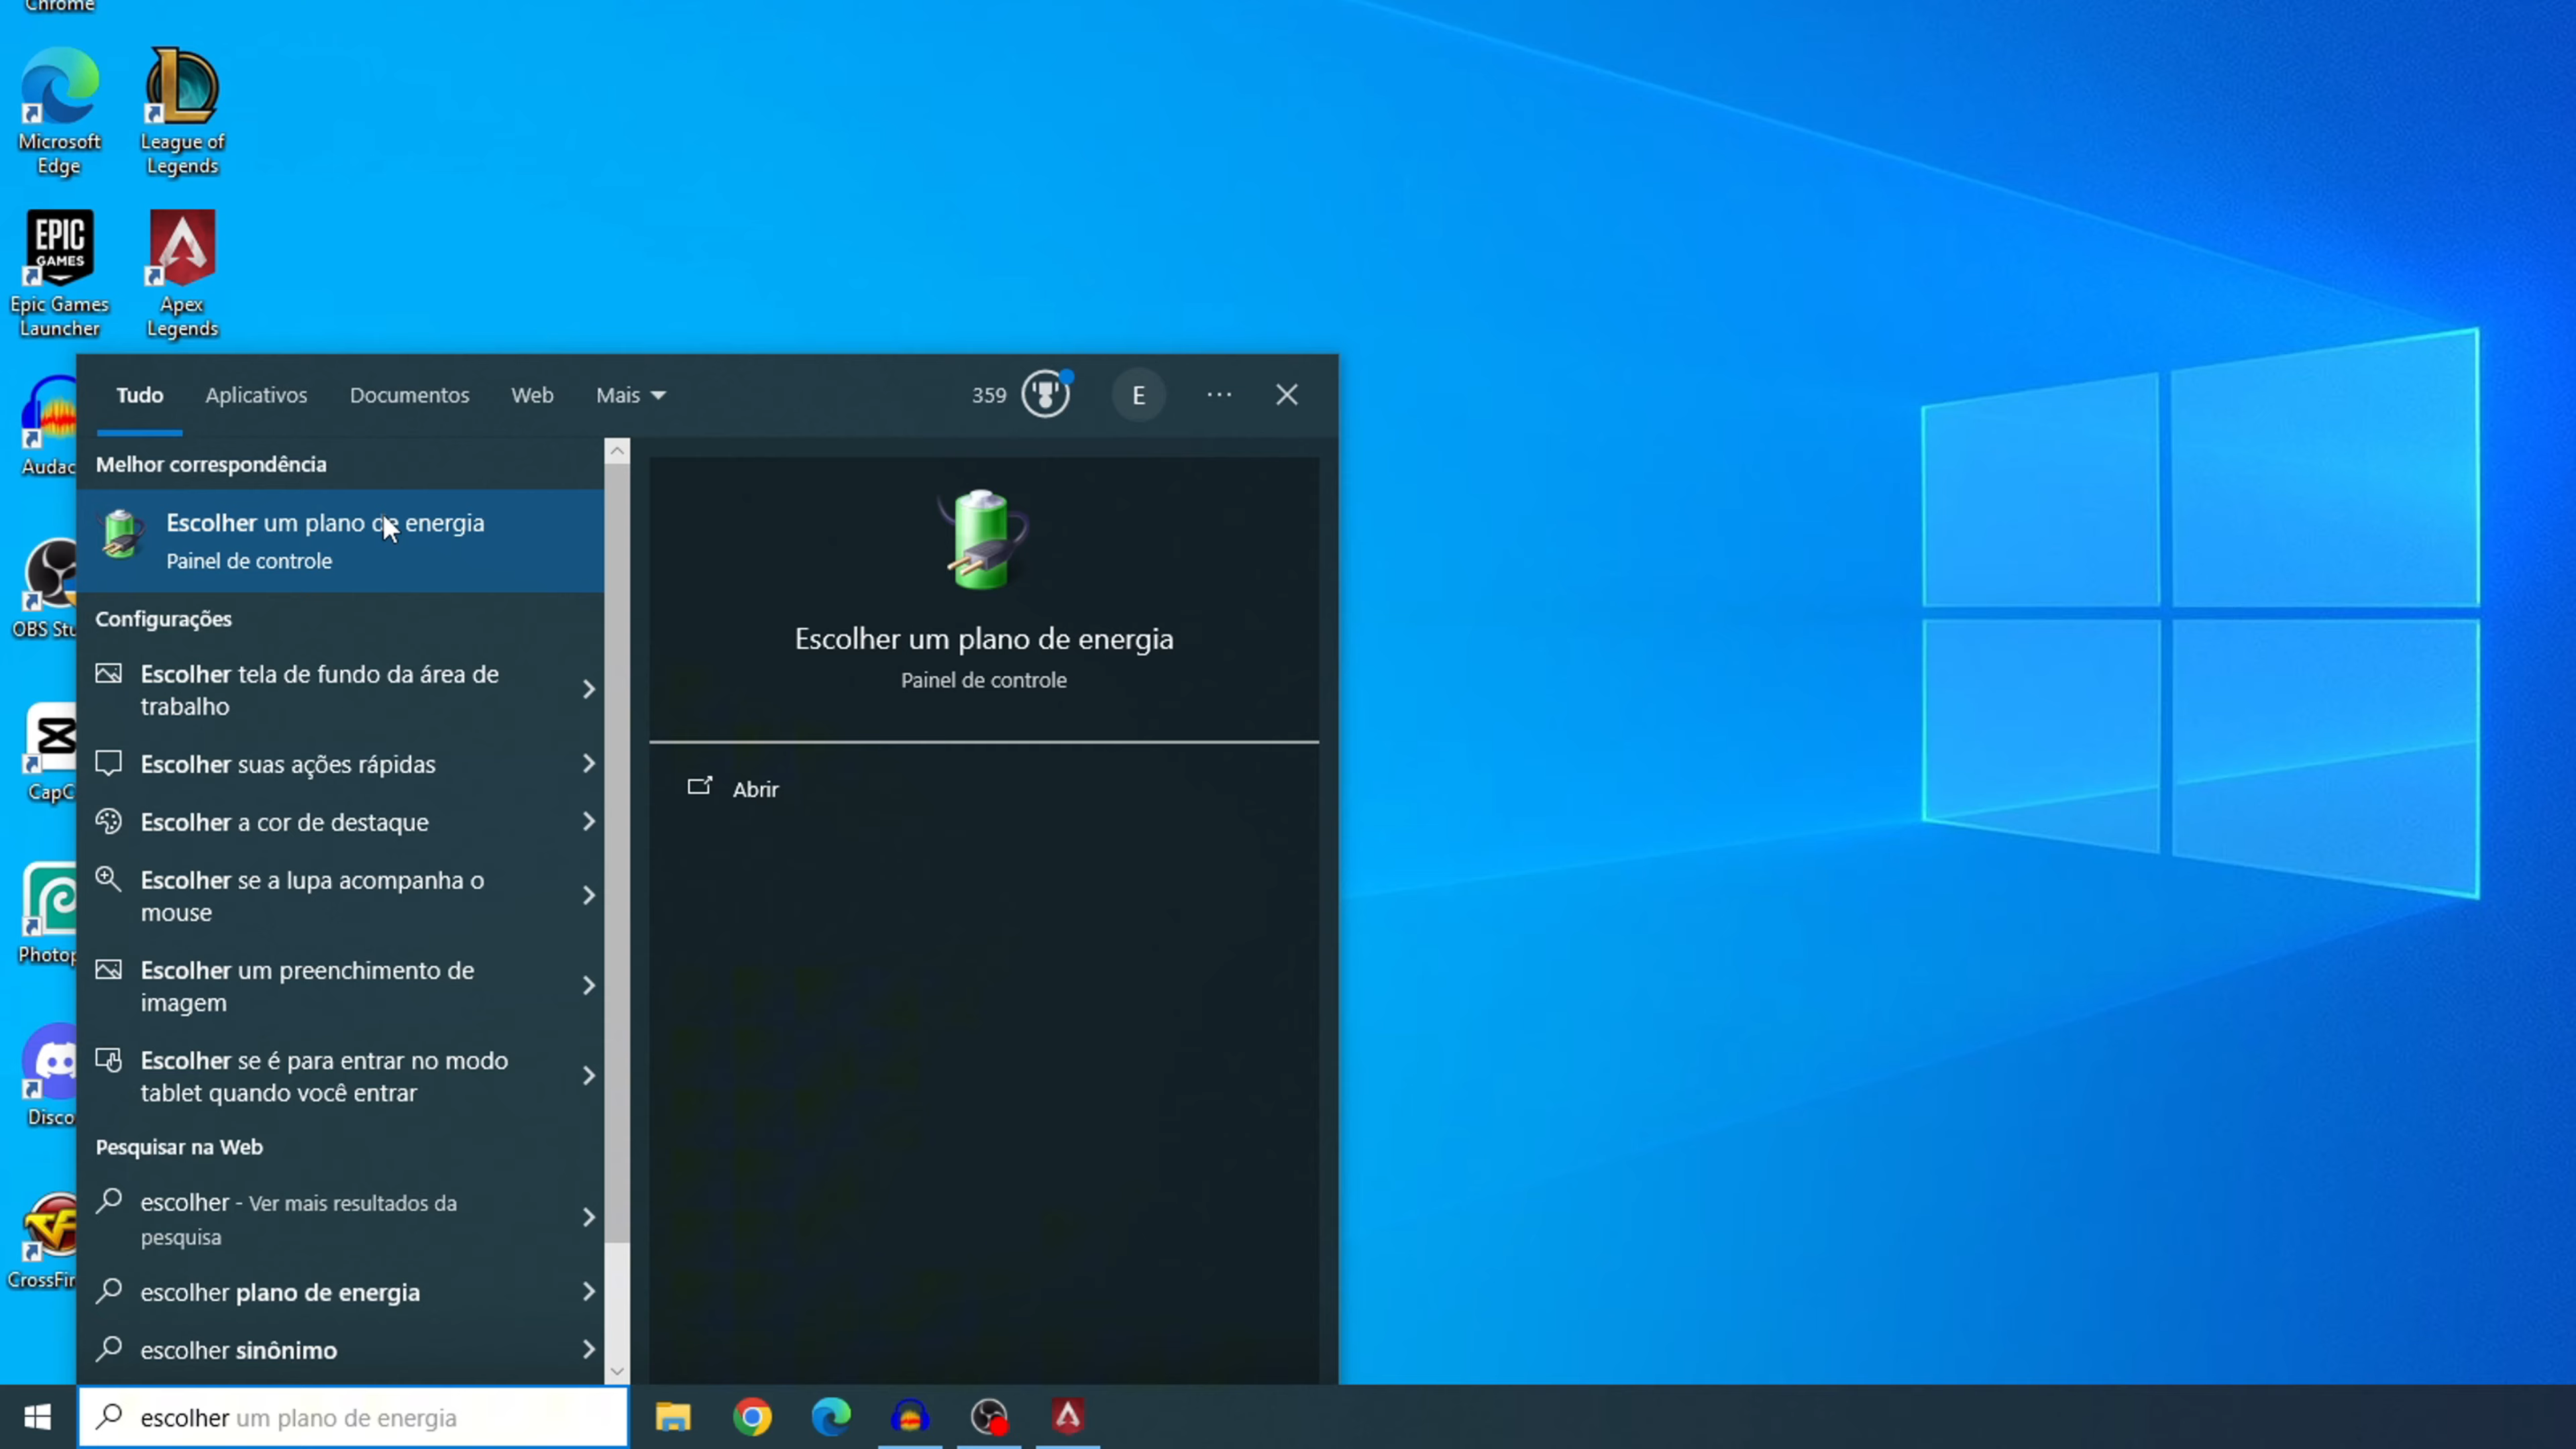 Chrome
Microsoft
Edge
League of
Legends
EPIC
GAMES
Epic Games
Launcher
Apex
Legends
Audac
OBS Stu
CapC
Photop
Disco
CrossFir
Tudo
Aplicativos
Documentos
Web
Mais
359
E
Melhor correspondência
Escolher um plano de energia
Painel de controle
Configurações
Escolher tela de fundo da área de
trabalho
Escolher suas ações rápidas
Escolher a cor de destaque
Escolher se a lupa acompanha o
mouse
Escolher um preenchimento de
imagem
Escolher se é para entrar no modo
tablet quando você entrar
Pesquisar na Web
escolher - Ver mais resultados da
pesquisa
escolher plano de energia
escolher sinônimo
Escolher um plano de energia
Painel de controle
Abrir
escolher um plano de energia